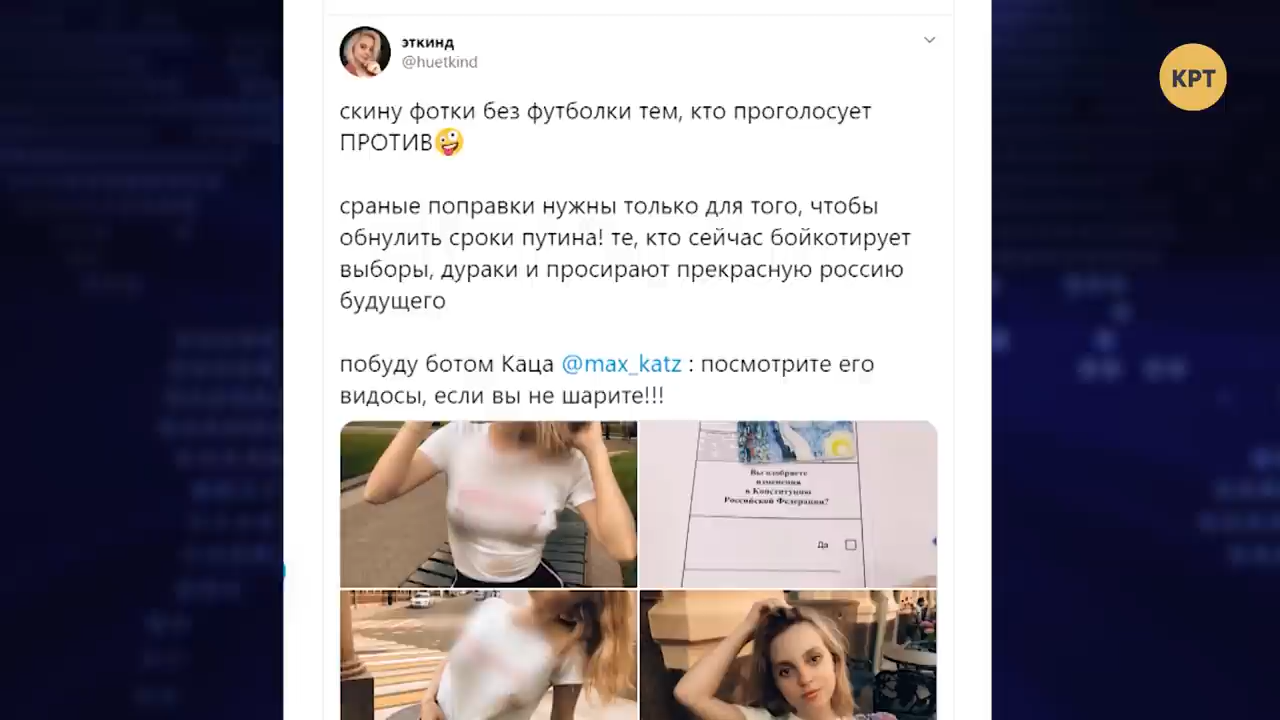 эткинд
@huetkind
КРТ
скину фотки без футболки тем, кто проголосует
ПРОТИВ🤪
сраные поправки нужны только для того, чтобы
обнулить сроки путина! те, кто сейчас бойкотирует
выборы, дураки и просирают прекрасную россию
будущего
побуду ботом Каца @max_katz : посмотрите его
видосы, если вы не шарите!!!
Вы одобряете
изменения
в Конституцию
Российской Федерации?
Да